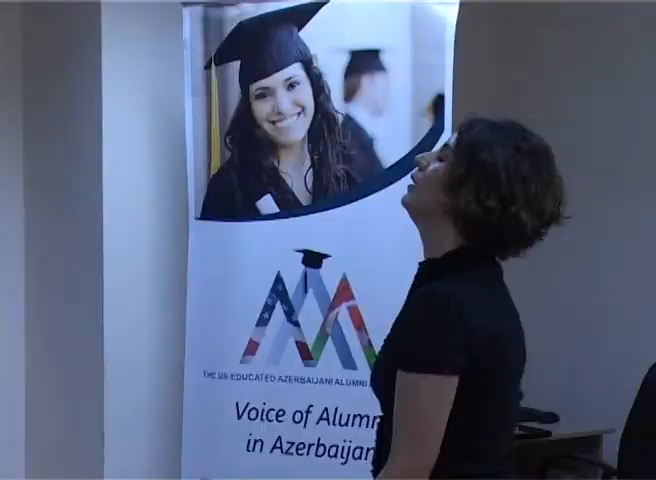 THE US-EDUCATED AZERBAIJANI ALUMNI
Voice of Alumn
in Azerbaijan